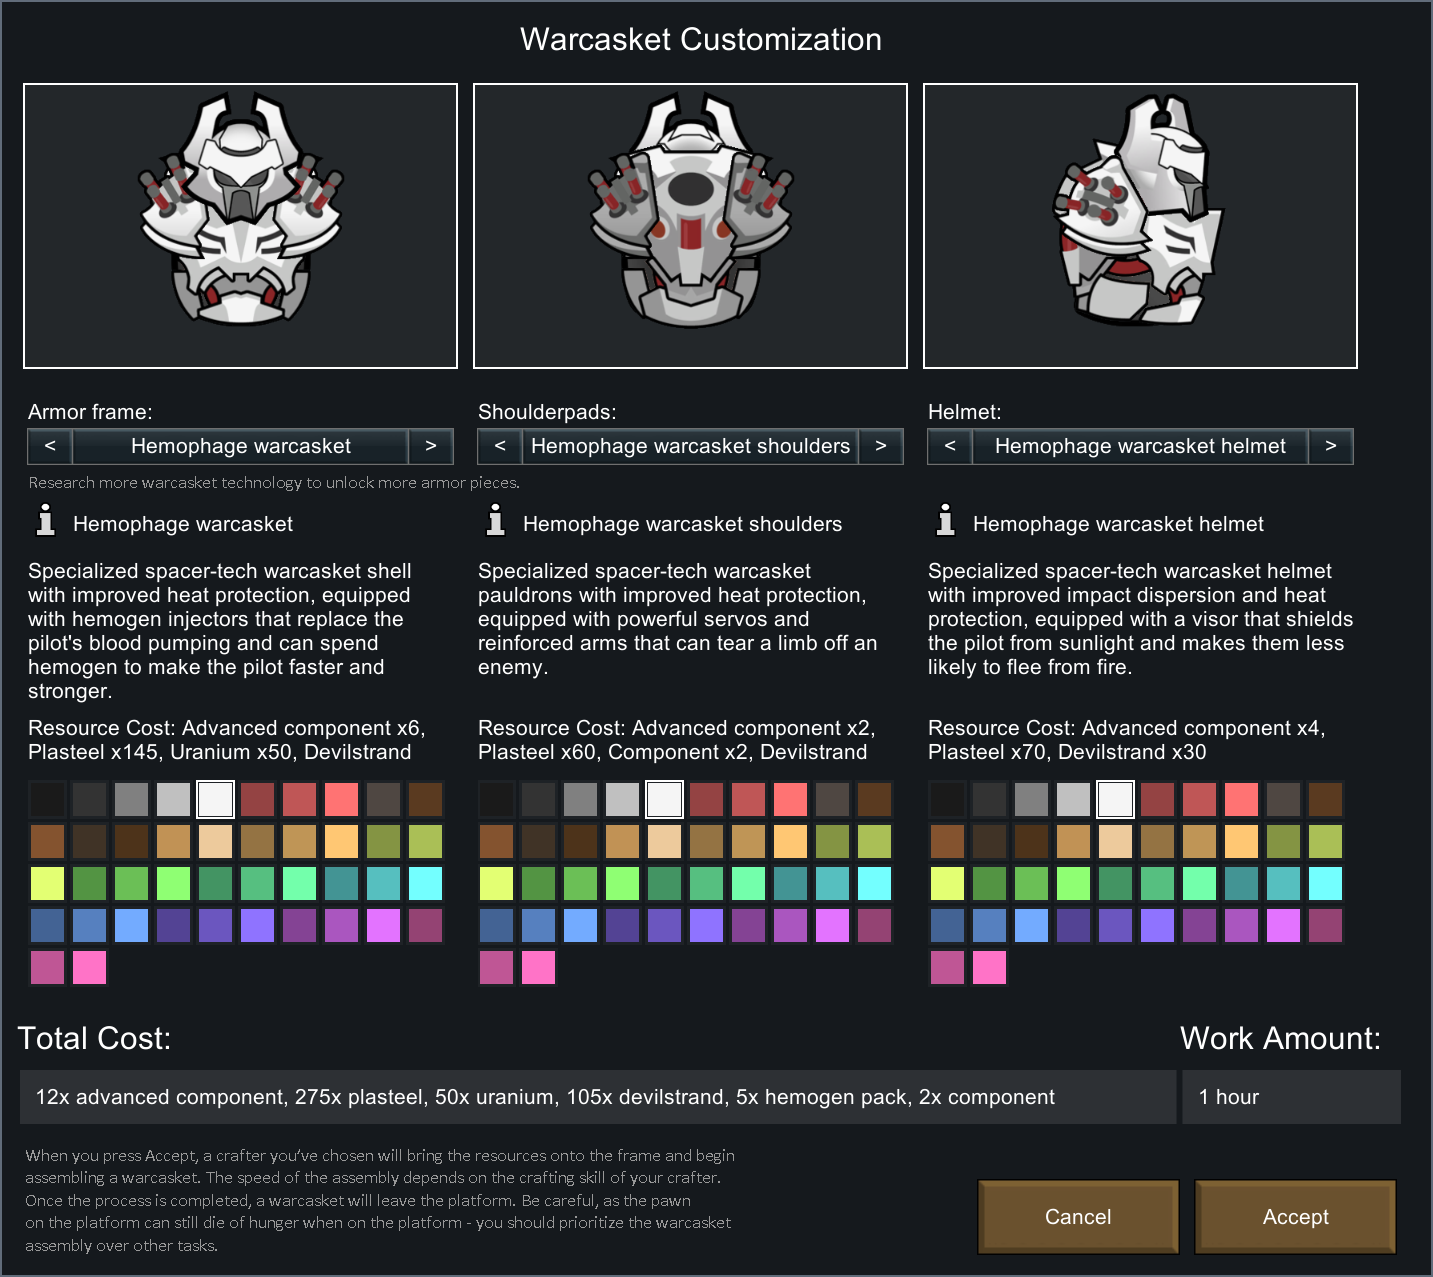 Warcasket Customization
Armor frame:
< Hemophage warcasket >
Research more warcasket technology to unlock more armor pieces.
Hemophage warcasket
Specialized spacer-tech warcasket shell
with improved heat protection, equipped
with hemogen injectors that replace the
pilot's blood pumping and can spend
hemogen to make the pilot faster and
stronger.
Resource Cost: Advanced component x6,
Plasteel x145, Uranium x50, Devilstrand
Shoulderpads:
< Hemophage warcasket shoulders >
Hemophage warcasket shoulders
Specialized spacer-tech warcasket
pauldrons with improved heat protection,
equipped with powerful servos and
reinforced arms that can tear a limb off an
enemy.
Resource Cost: Advanced component x2,
Plasteel x60, Component x2, Devilstrand
Helmet:
< Hemophage warcasket helmet >
Hemophage warcasket helmet
Specialized spacer-tech warcasket helmet
with improved impact dispersion and heat
protection, equipped with a visor that shields
the pilot from sunlight and makes them less
likely to flee from fire.
Resource Cost: Advanced component x4,
Plasteel x70, Devilstrand x30
Total Cost:
12x advanced component, 275x plasteel, 50x uranium, 105x devilstrand, 5x hemogen pack, 2x component
Work Amount:
1 hour
When you press Accept, a crafter you've chosen will bring the resources onto the frame and begin
assembling a warcasket. The speed of the assembly depends on the crafting skill of your crafter.
Once the process is completed, a warcasket will leave the platform. Be careful, as the pawn
on the platform can still die of hunger when on the platform - you should prioritize the warcasket
assembly over other tasks.
Cancel
Accept